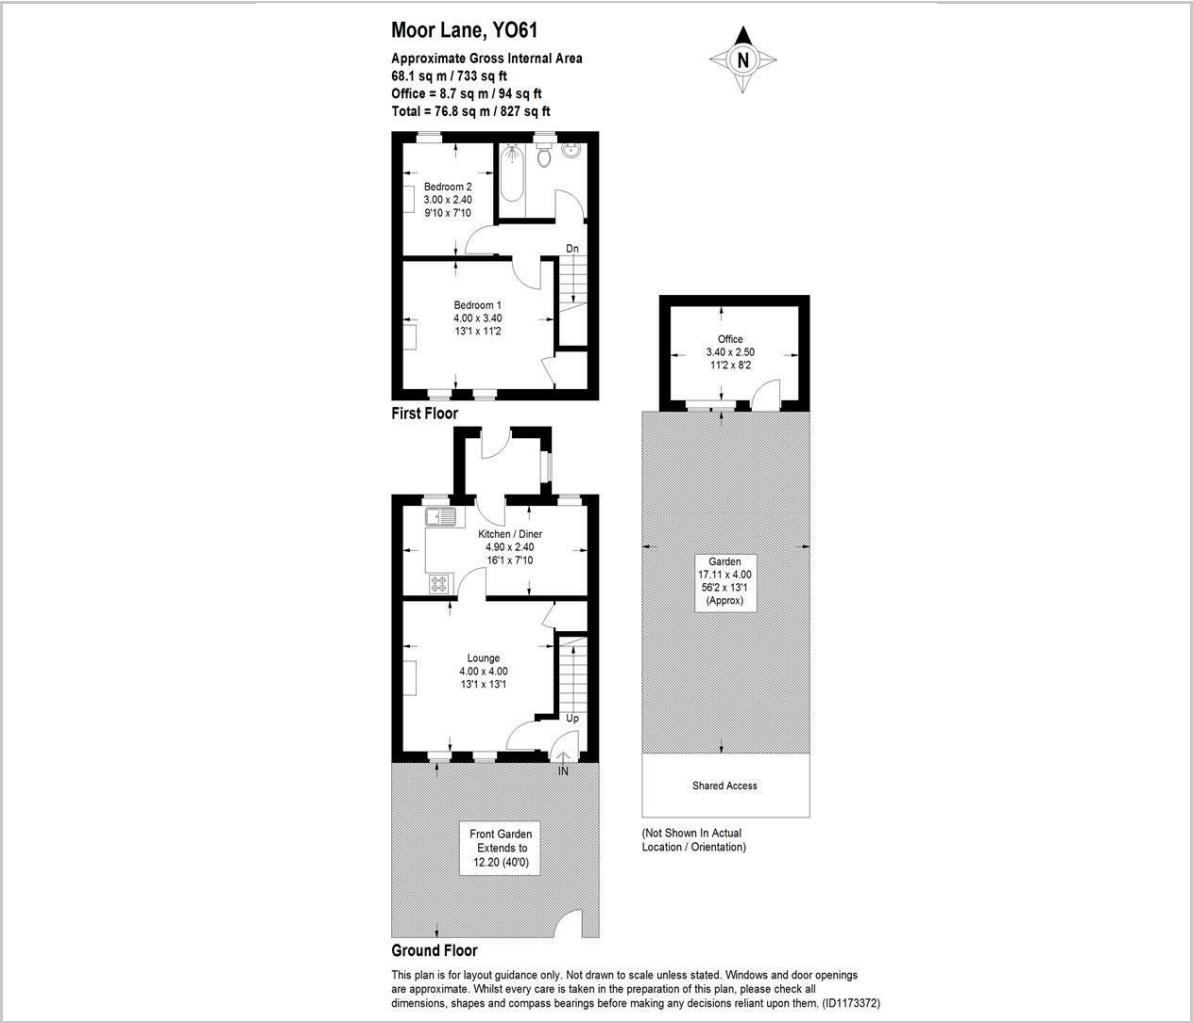 Moor Lane, YO61
Approximate Gross Internal Area
68.1 sq m / 733 sq ft
Office = 8.7 sq m / 94 sq ft
Total = 76.8 sq m / 827 sq ft
N
Bedroom 2
3.00 x 2.40
9'10 x 7'10
Dn
Bedroom 1
4.00 x 3.40
13'1 x 11'2
First Floor
Office
3.40 x 2.50
11'2 x 8'2
Kitchen / Diner
4.90 x 2.40
16'1 x 7'10
Lounge
4.00 x 4.00
13'1 x 13'1
Up
IN
Garden
17.11 x 4.00
56'2 x 13'1
(Approx)
Shared Access
(Not Shown In Actual
Location / Orientation)
Front Garden
Extends to
12.20 (40'0)
Ground Floor
This plan is for layout guidance only. Not drawn to scale unless stated. Windows and door openings
are approximate. Whilst every care is taken in the preparation of this plan, please check all
dimensions, shapes and compass bearings before making any decisions reliant upon them. (ID1173372)